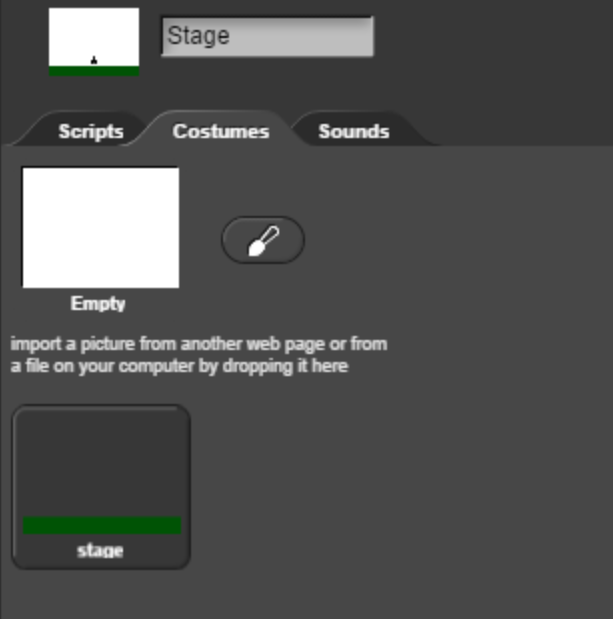 Stage
Scripts Costumes Sounds
Empty
import a picture from another web page or from
a file on your computer by dropping it here
stage